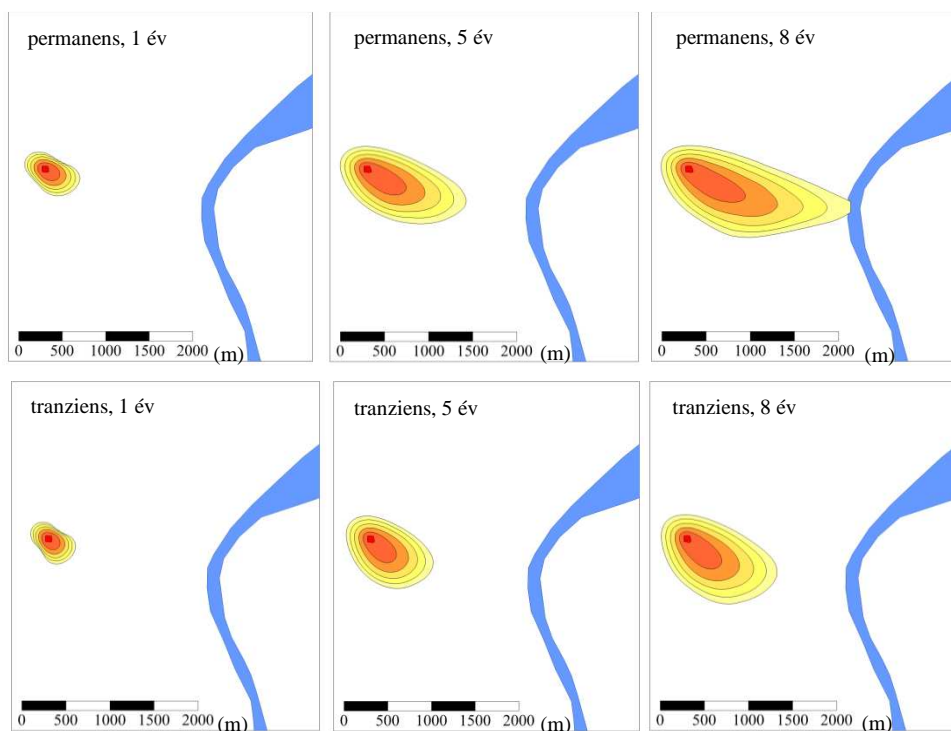 permanens, 1 év
permanens, 5 év
permanens, 8 év
0 500 1000 1500 2000 (m)
0 500 1000 1500 2000 (m)
0 500 1000 1500 2000 (m)
tranziens, 1 év
tranziens, 5 év
tranziens, 8 év
0 500 1000 1500 2000 (m)
0 500 1000 1500 2000 (m)
0 500 1000 1500 2000 (m)